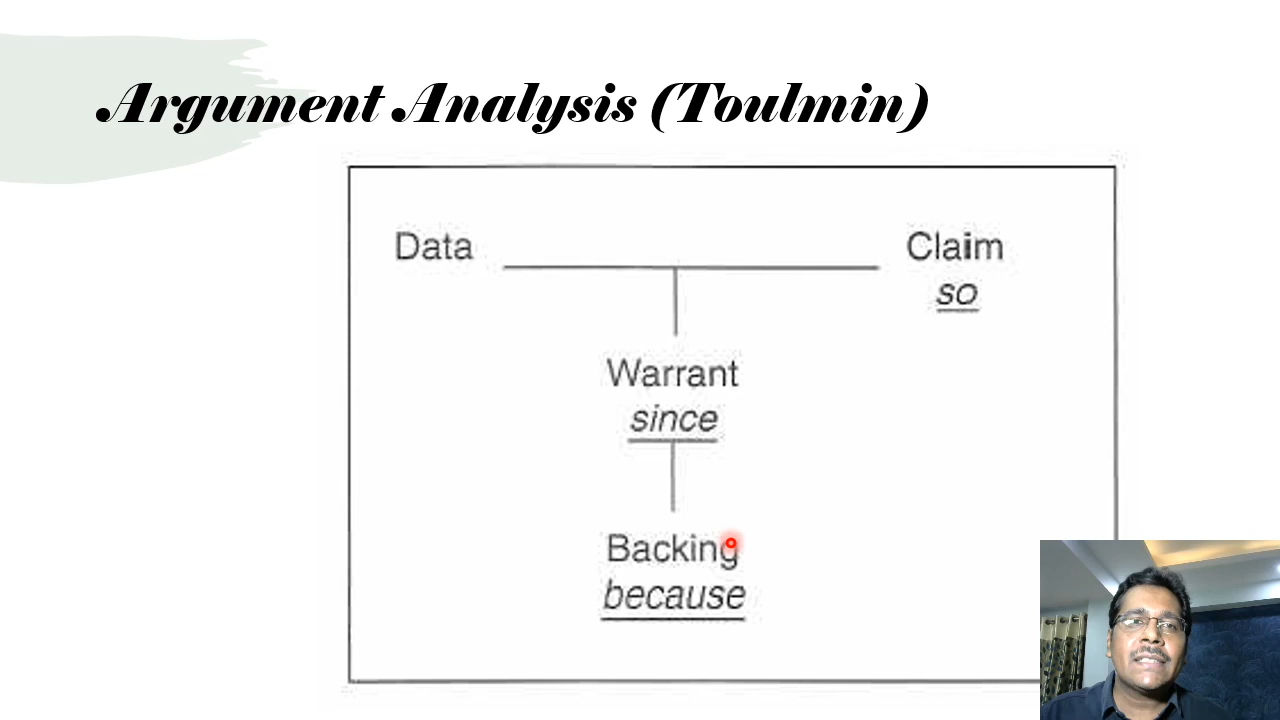 Argument Analysis (Toulmin)
Data
Claim
so
Warrant
since
Backing
because